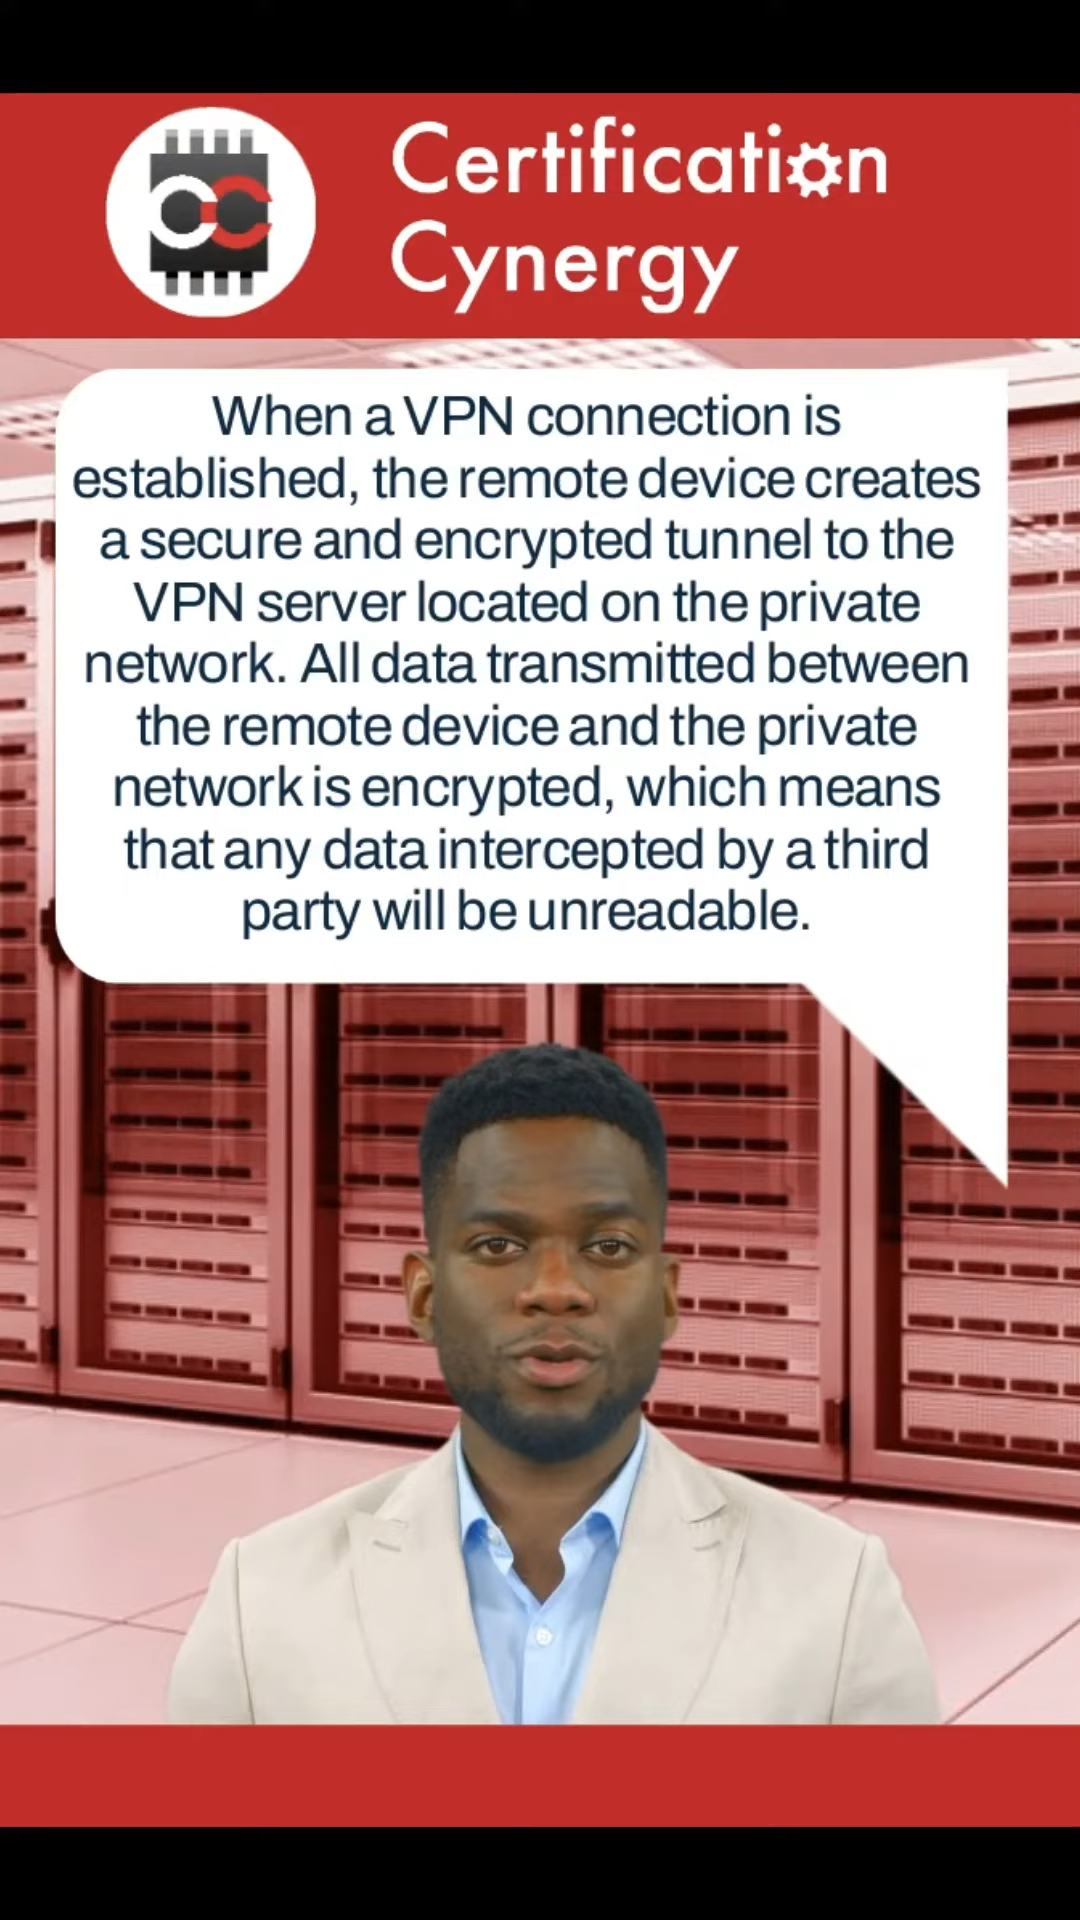 Certification
Cynergy
When a VPN connection is
established, the remote device creates
a secure and encrypted tunnel to the
VPN server located on the private
network. All data transmitted between
the remote device and the private
network is encrypted, which means
that any data intercepted by a third
party will be unreadable.